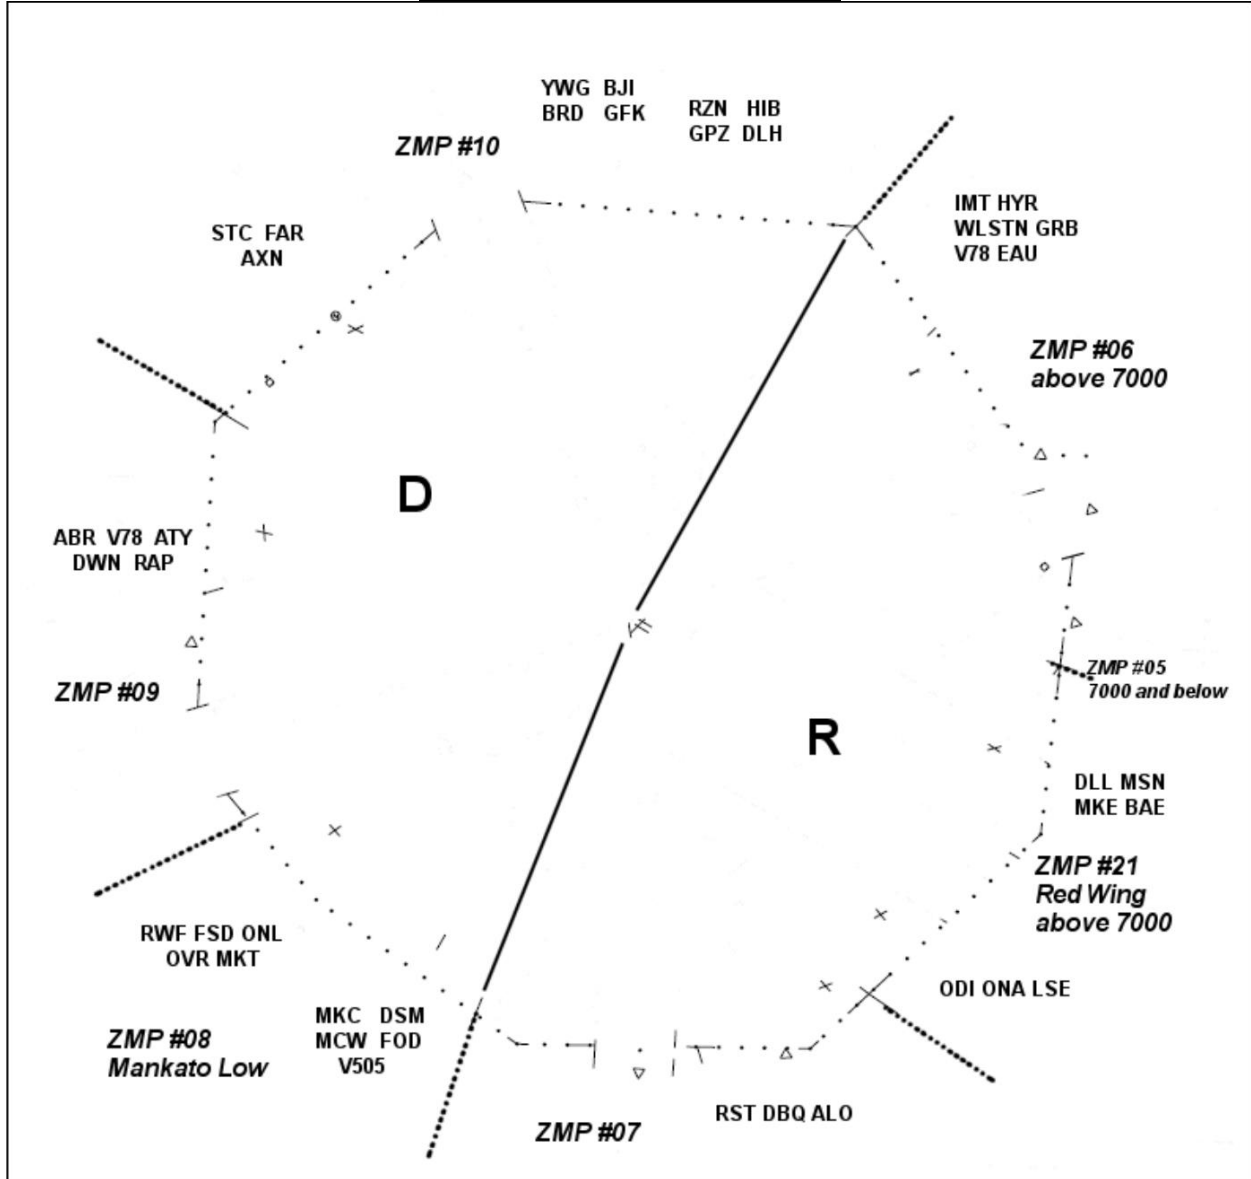 YWG BJI
BRD GFK
RZN HIB
GPZ DLH
ZMP #10
IMT HYR
WLSTN GRB
V78 EAU
STC FAR
AXN
ZMP #06
above 7000
D
ABR V78 ATY
DWN RAP
ZMP #09
ZMP #05
7000 and below
R
DLL MSN
MKE BAE
ZMP #21
Red Wing
above 7000
RWF FSD ONL
OVR MKT
ODI ONA LSE
MKC DSM
MCW FOD
V505
ZMP #08
Mankato Low
RST DBQ ALO
ZMP #07